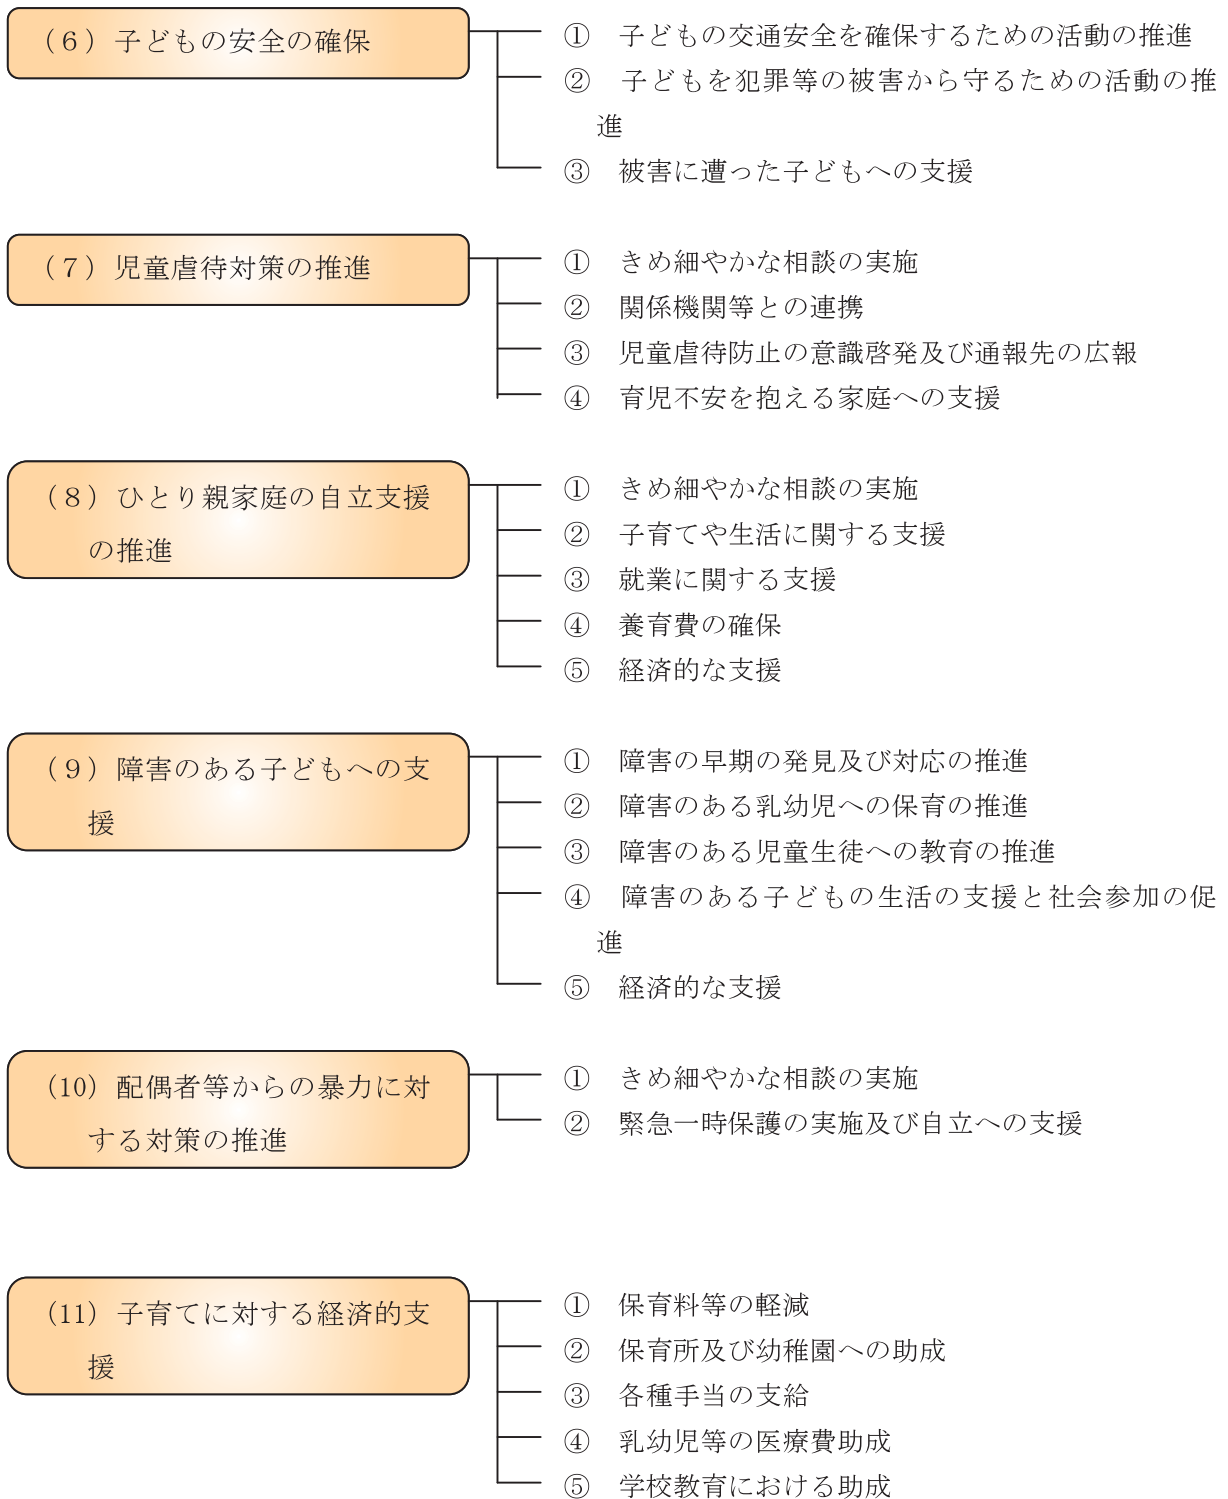 （６）子どもの安全の確保
①　子どもの交通安全を確保するための活動の推進
②　子どもを犯罪等の被害から守るための活動の推
進
③　被害に遭った子どもへの支援
（７）児童虐待対策の推進
①　きめ細やかな相談の実施
②　関係機関等との連携
③　児童虐待防止の意識啓発及び通報先の広報
④　育児不安を抱える家庭への支援
（８）ひとり親家庭の自立支援
の推進
①　きめ細やかな相談の実施
②　子育てや生活に関する支援
③　就業に関する支援
④　養育費の確保
⑤　経済的な支援
（９）障害のある子どもへの支
援
①　障害の早期の発見及び対応の推進
②　障害のある乳幼児への保育の推進
③　障害のある児童生徒への教育の推進
④　障害のある子どもの生活の支援と社会参加の促
進
⑤　経済的な支援
（10）配偶者等からの暴力に対
する対策の推進
①　きめ細やかな相談の実施
②　緊急一時保護の実施及び自立への支援
（11）子育てに対する経済的支
援
①　保育料等の軽減
②　保育所及び幼稚園への助成
③　各種手当の支給
④　乳幼児等の医療費助成
⑤　学校教育における助成